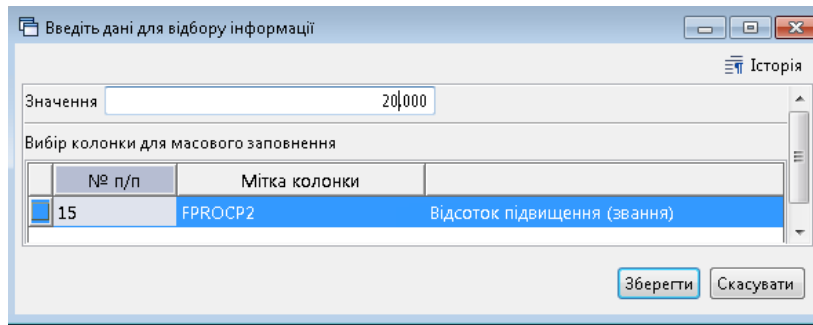 Введіть дані для відбору інформації
Історія
Значення 20,000
Вибір колонки для масового заповнення
№ п/п Мітка колонки
15 FPROCP2 Відсоток підвищення (звання)
Зберегти Скасувати